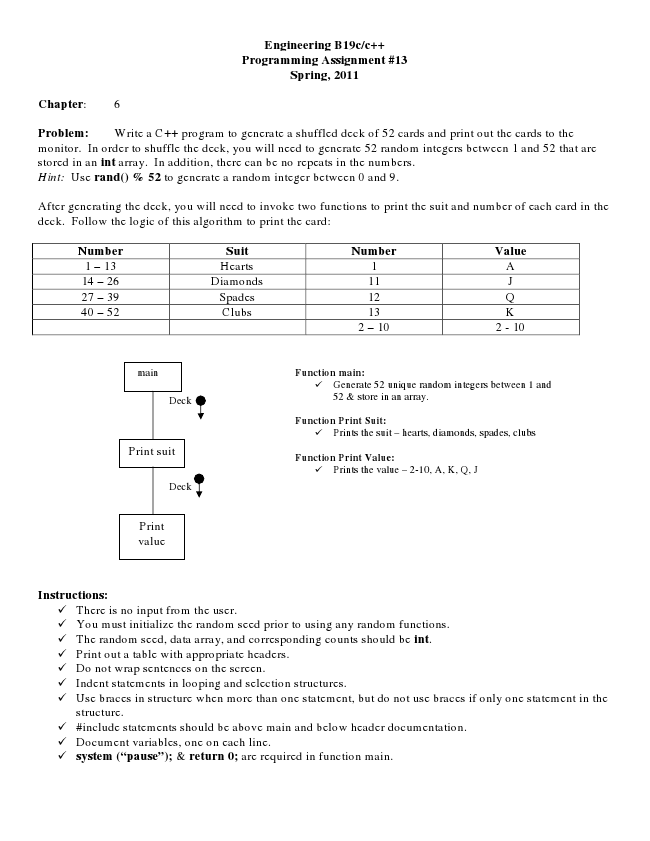 Engineering B19c/c++
Programming Assignment #13
Spring, 2011
Chapter: 6
Problem: Write a C++ program to generate a shuffled deck of 52 cards and print out the cards to the
monitor. In order to shuffle the deck, you will need to generate 52 random integers between 1 and 52 that are
stored in an int array. In addition, there can be no repeats in the numbers.
Hint: Use rand() % 52 to generate a random integer between 0 and 9.
After generating the deck, you will need to invoke two functions to print the suit and number of each card in the
deck. Follow the logic of this algorithm to print the card:
Number Suit Number Value
1 – 13 Hearts 1 A
14 – 26 Diamonds 11 J
27 – 39 Spades 12 Q
40 – 52 Clubs 13 K
2 – 10 2 - 10
main
Deck
Print suit
Deck
Print
value
Function main:
✓ Generate 52 unique random integers between 1 and
52 & store in an array.
Function Print Suit:
✓ Prints the suit – hearts, diamonds, spades, clubs
Function Print Value:
✓ Prints the value – 2-10, A, K, Q, J
Instructions:
✓ There is no input from the user.
✓ You must initialize the random seed prior to using any random functions.
✓ The random seed, data array, and corresponding counts should be int.
✓ Print out a table with appropriate headers.
✓ Do not wrap sentences on the screen.
✓ Indent statements in looping and selection structures.
✓ Use braces in structure when more than one statement, but do not use braces if only one statement in the
structure.
✓ #include statements should be above main and below header documentation.
✓ Document variables, one on each line.
✓ system (“pause”); & return 0; are required in function main.